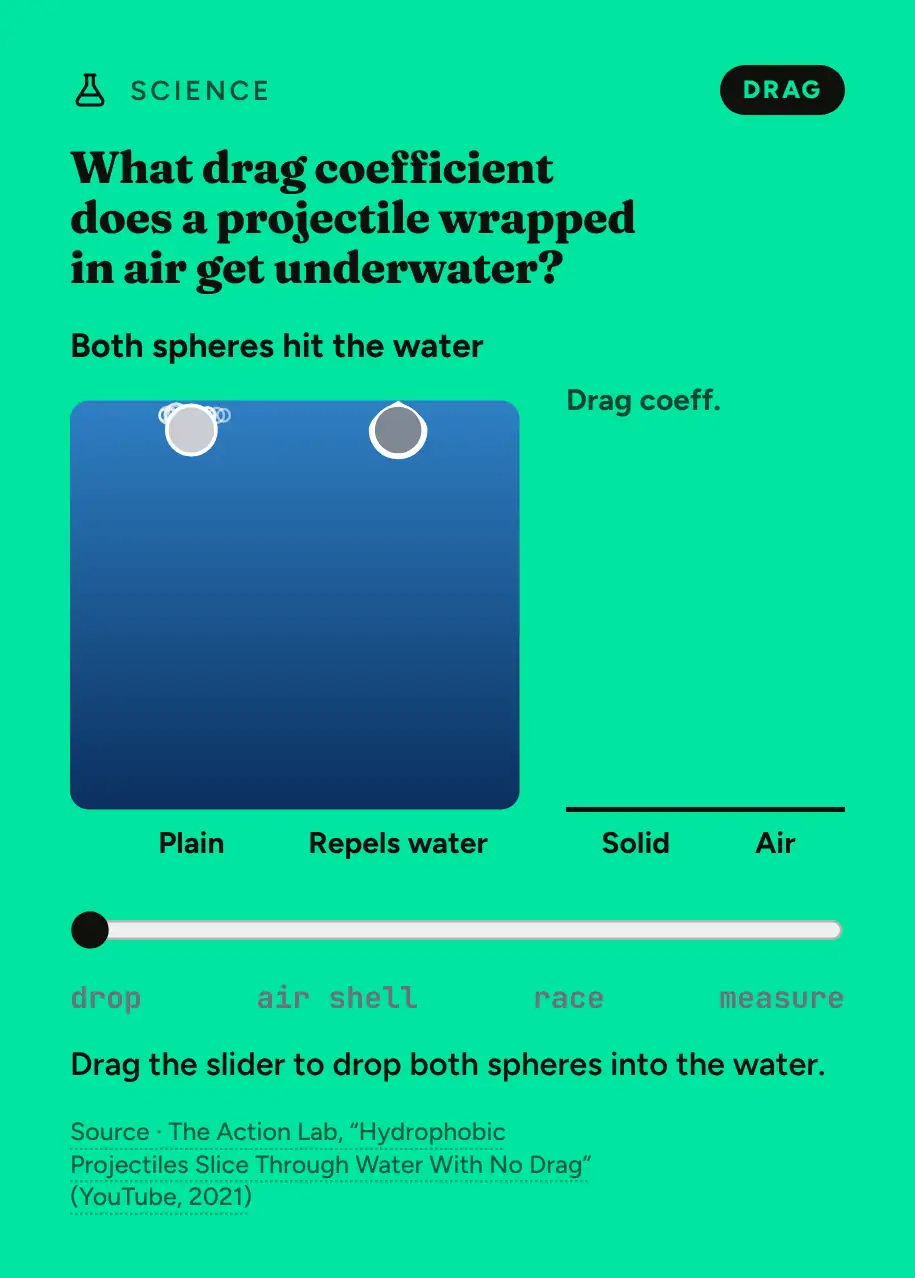 SCIENCE
DRAG
What drag coefficient
does a projectile wrapped
in air get underwater?
Both spheres hit the water
Drag coeff.
Plain
Repels water
Solid
Air
drop
air shell
race
measure
Drag the slider to drop both spheres into the water.
Source · The Action Lab, “Hydrophobic
Projectiles Slice Through Water With No Drag”
(YouTube, 2021)